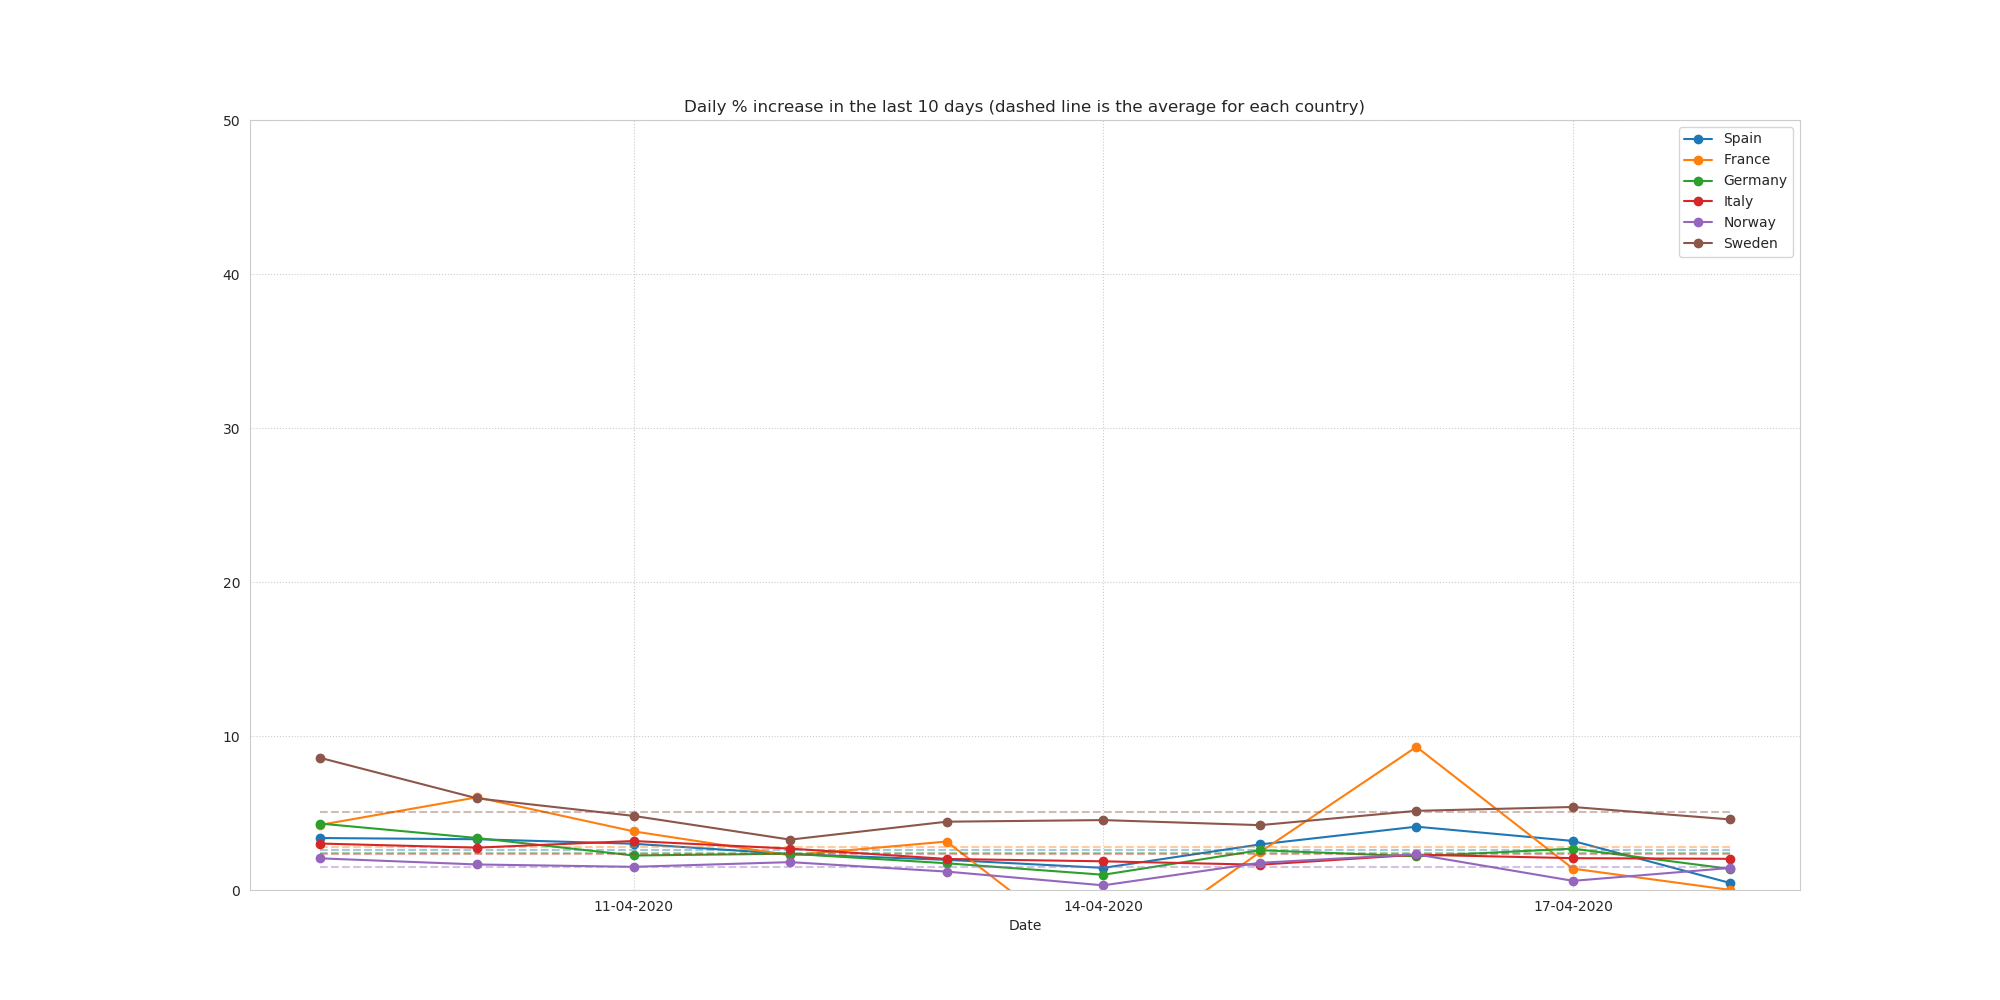 Daily % increase in the last 10 days (dashed line is the average for each country)
50
40
30
20
10
0
Spain
France
Germany
Italy
Norway
Sweden
11-04-2020
14-04-2020
17-04-2020
Date